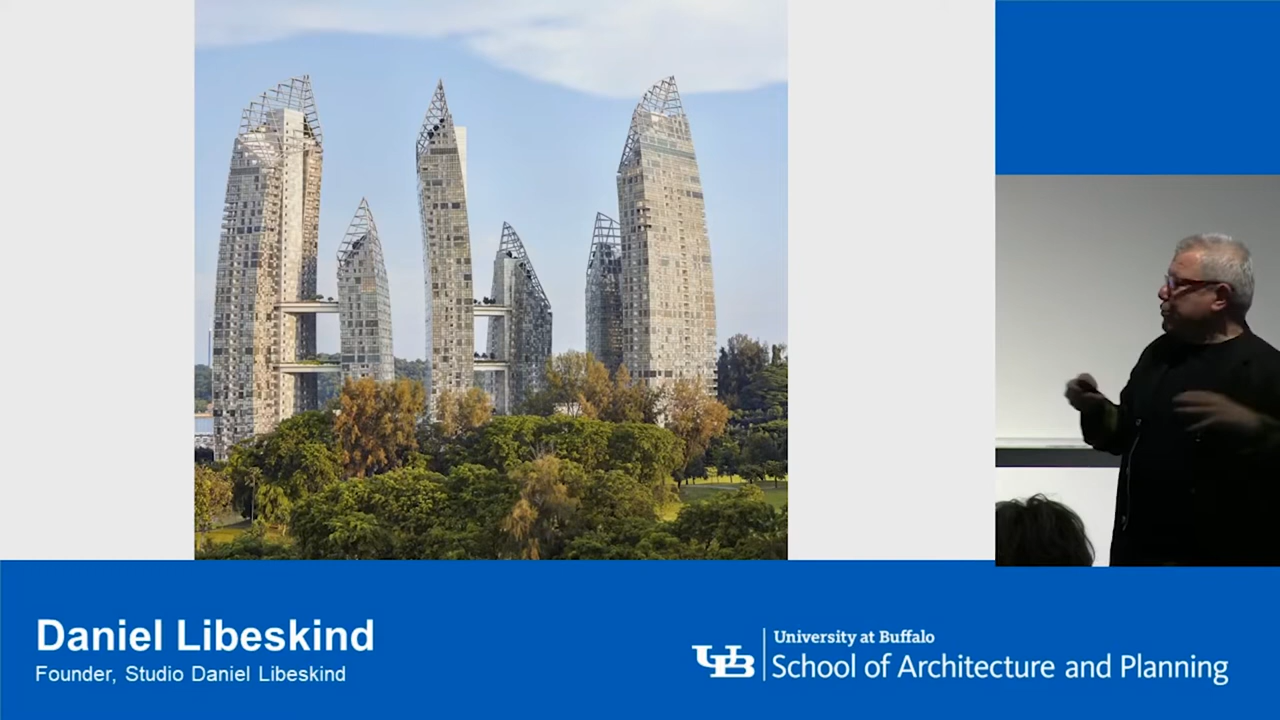 Daniel Libeskind
Founder, Studio Daniel Libeskind
UB
University at Buffalo
School of Architecture and Planning